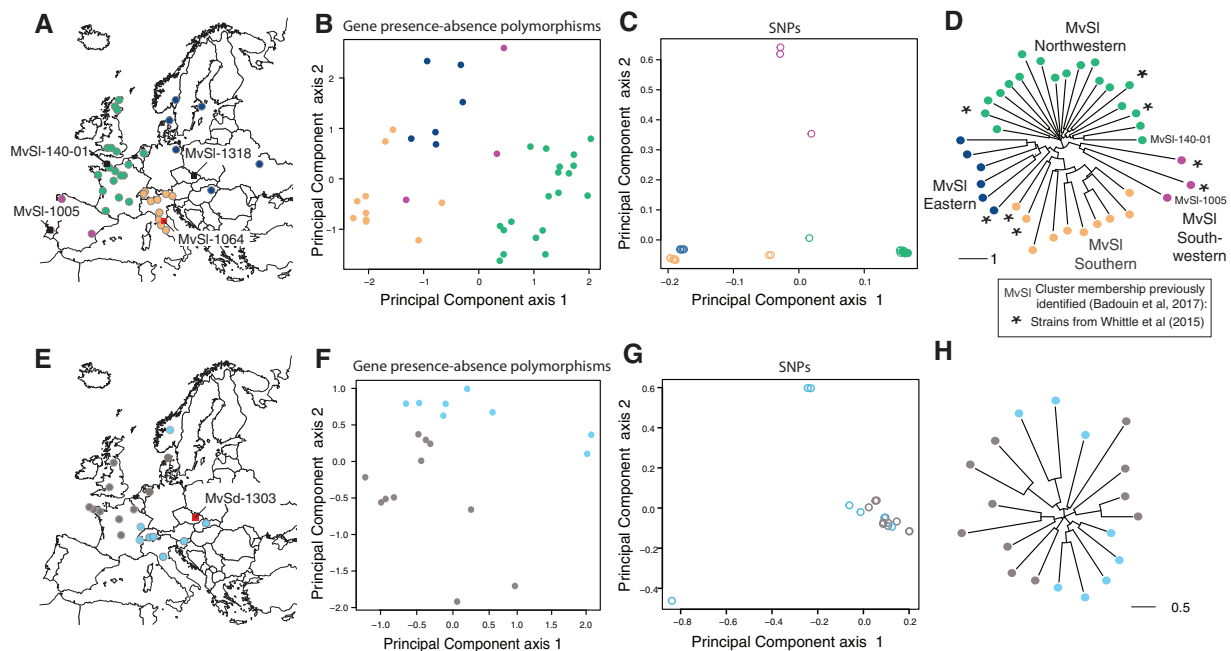 A
MvSl-140-01
MvSl-1318
MvSl-1005
MvSl-1064
B
Gene presence-absence polymorphisms
Principal Component axis 2
2
1
0
−1
−2
−1
0
1
2
Principal Component axis 1
C
SNPs
Principal Component axis 2
0.6
0.5
0.4
0.3
0.2
0.1
0.0
−0.2
−0.1
0.0
0.1
Principal Component axis 1
D
MvSl
Northwestern
*
*
*
MvSl-140-01
*
*
MvSl-1005
MvSl
Eastern
*
*
*
MvSl
South-
western
MvSl
Southern
1
MvSl Cluster membership previously
identified (Badouin et al, 2017):
* Strains from Whittle et al (2015)
E
MvSd-1303
F
Gene presence-absence polymorphisms
Principal Component axis 2
1.0
0.5
0.0
−0.5
−1.0
−1.5
−2.0
−1.0
−0.5
0.0
0.5
1.0
1.5
2.0
Principal Component axis 1
G
SNPs
Principal Component axis 2
0.6
0.4
0.2
0.0
−0.2
−0.4
−0.8
−0.6
−0.4
−0.2
0.0
0.2
Principal Component axis 1
H
0.5